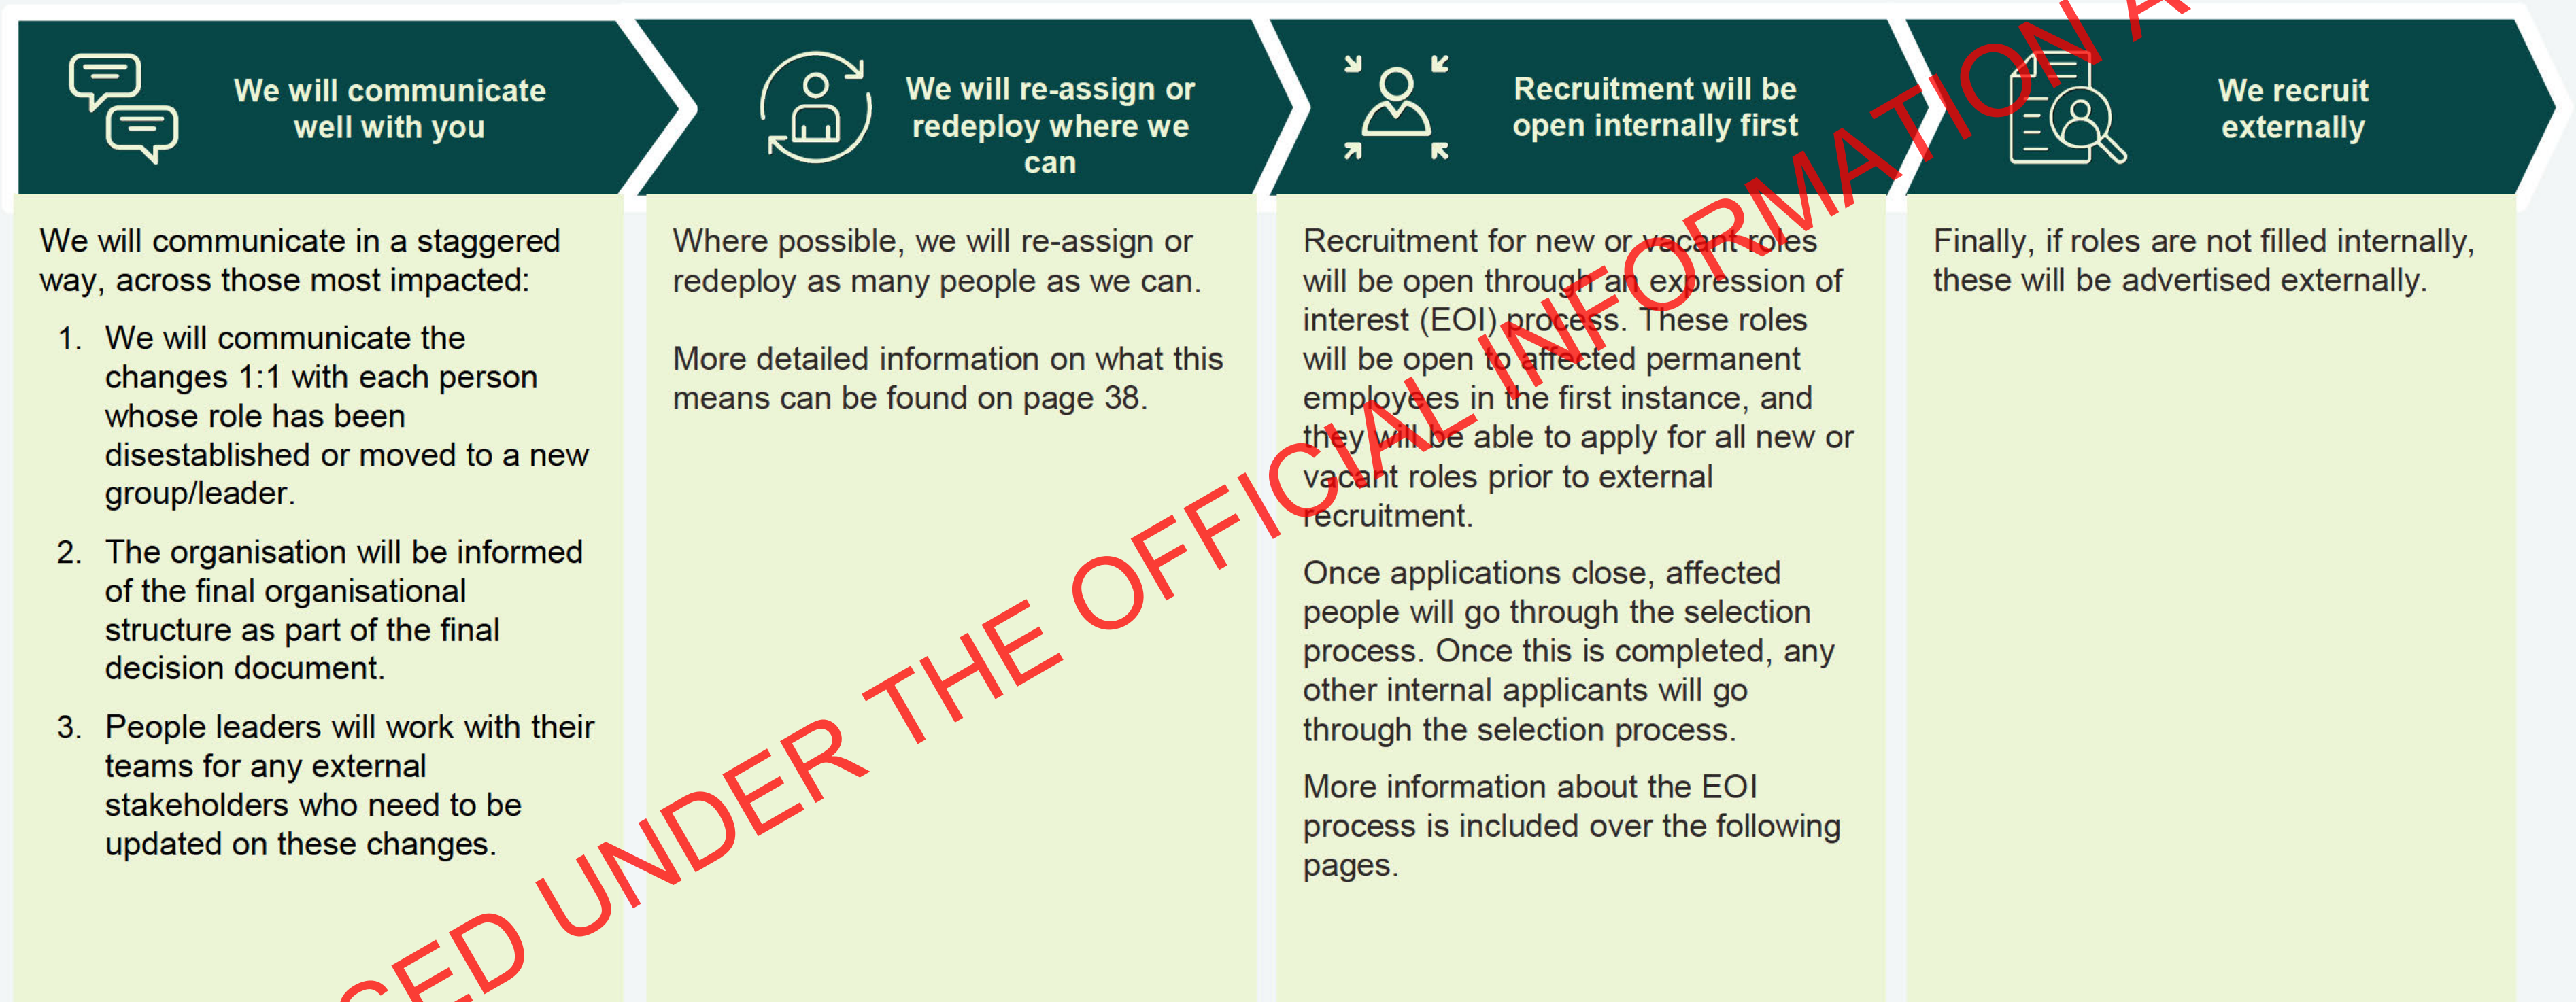 We will communicate
well with you
We will re-assign or
redeploy where we
can
Recruitment will be
open internally first
We recruit
externally
We will communicate in a staggered
way, across those most impacted:
1. We will communicate the
changes 1:1 with each person
whose role has been
disestablished or moved to a new
group/leader.
2. The organisation will be informed
of the final organisational
structure as part of the final
decision document.
3. People leaders will work with their
teams for any external
stakeholders who need to be
updated on these changes.
Where possible, we will re-assign or
redeploy as many people as we can.
More detailed information on what this
means can be found on page 38.
Recruitment for new or vacant roles
will be open through an expression of
interest (EOI) process. These roles
will be open to affected permanent
employees in the first instance, and
they will be able to apply for all new or
vacant roles prior to external
recruitment.
Once applications close, affected
people will go through the selection
process. Once this is completed, any
other internal applicants will go
through the selection process.
More information about the EOI
process is included over the following
pages.
Finally, if roles are not filled internally,
these will be advertised externally.
SED UNDER THE OFFICIAL INFORMATION A